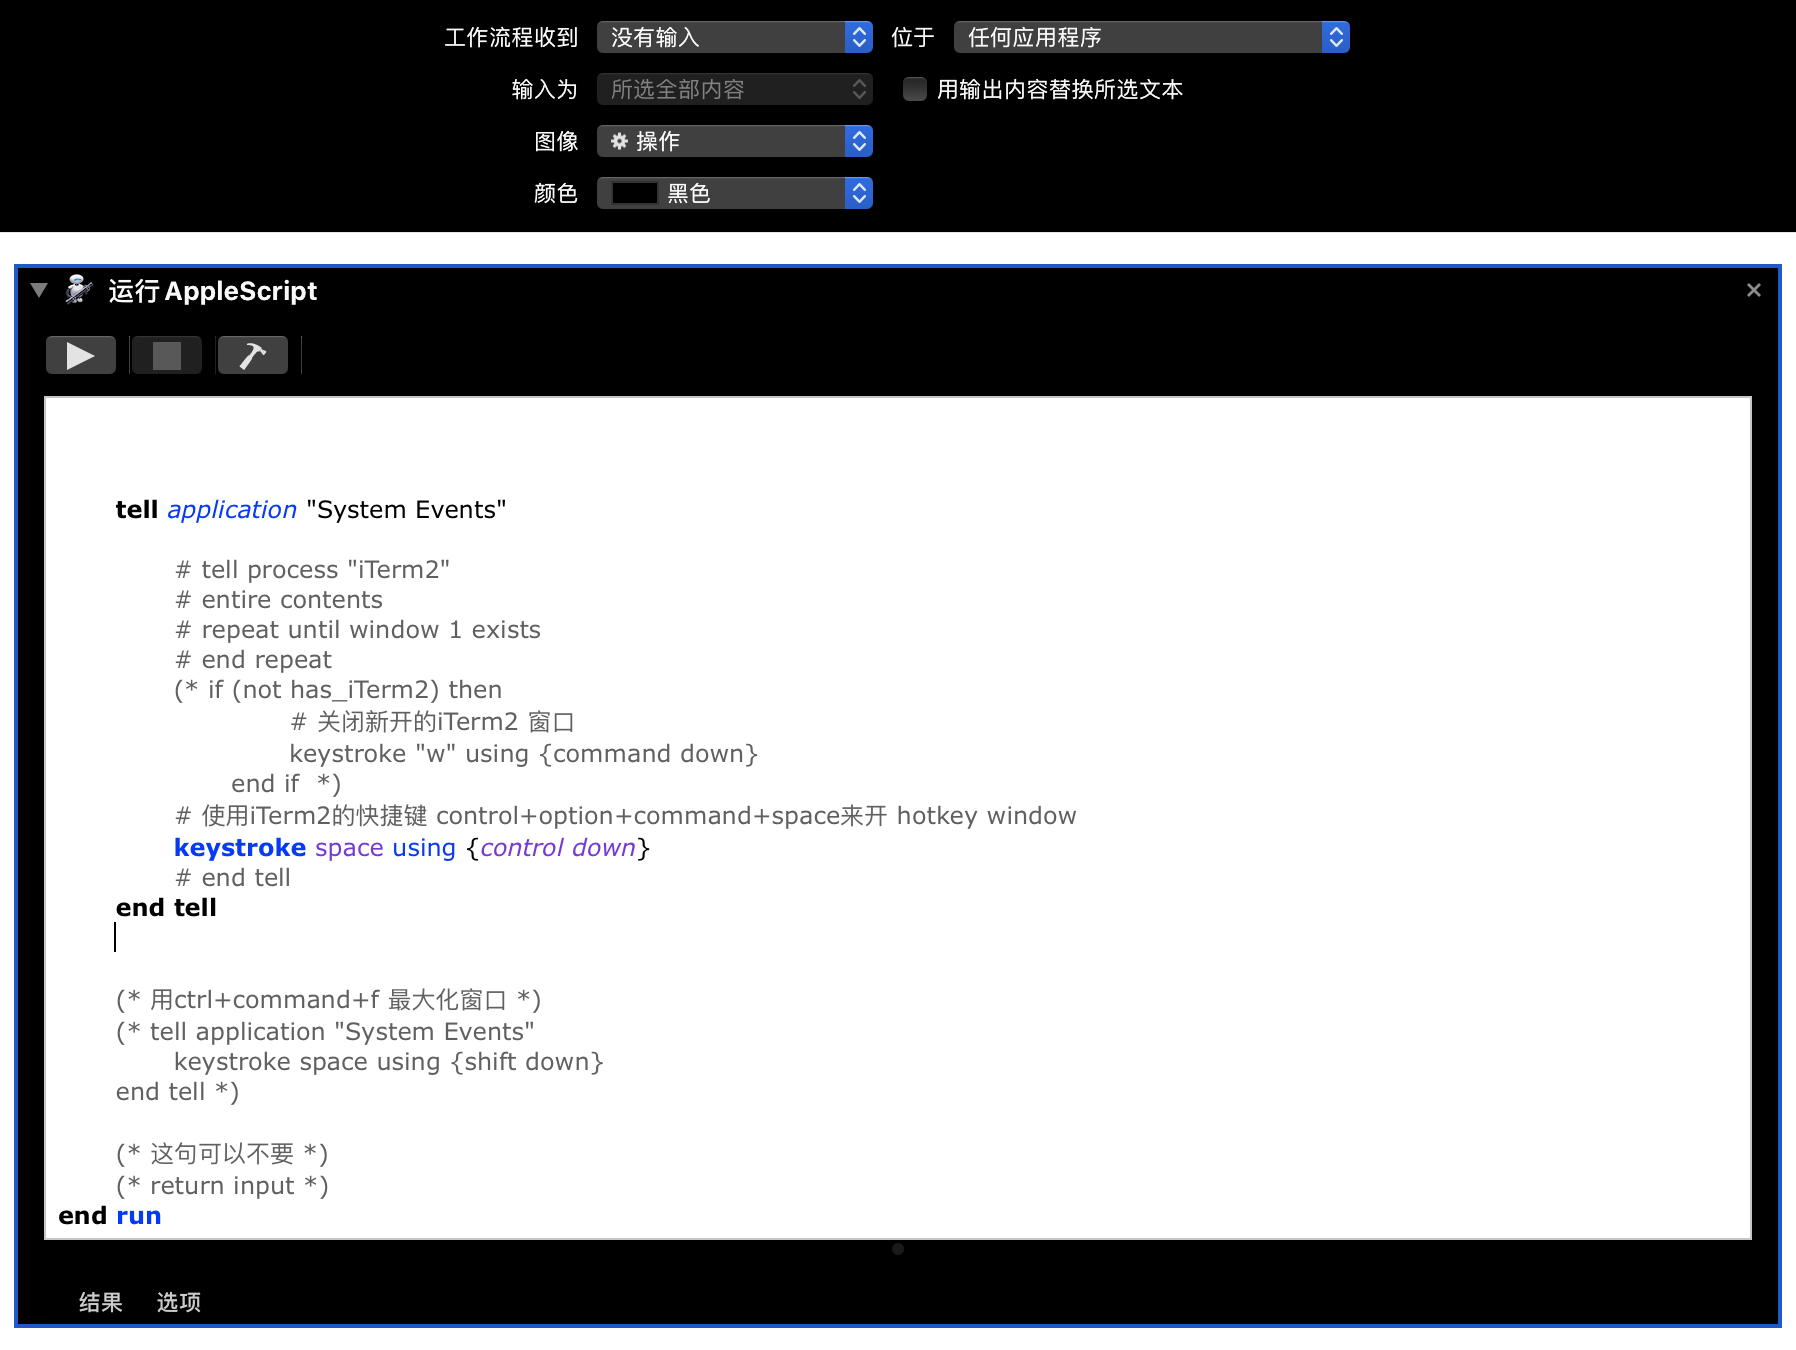 工作流程收到 没有输入 位于 任何应用程序
输入为 所选全部内容 用输出内容替换所选文本
图像 操作
颜色 黑色
运行 AppleScript
tell application "System Events"
# tell process "iTerm2"
# entire contents
# repeat until window 1 exists
# end repeat
(* if (not has_iTerm2) then
# 关闭新开的iTerm2 窗口
keystroke "w" using {command down}
end if  *)
# 使用iTerm2的快捷键 control+option+command+space来开 hotkey window
keystroke space using {control down}
# end tell
end tell
(* 用ctrl+command+f 最大化窗口 *)
(* tell application "System Events"
keystroke space using {shift down}
end tell *)
(* 这句可以不要 *)
(* return input *)
end run
结果 选项